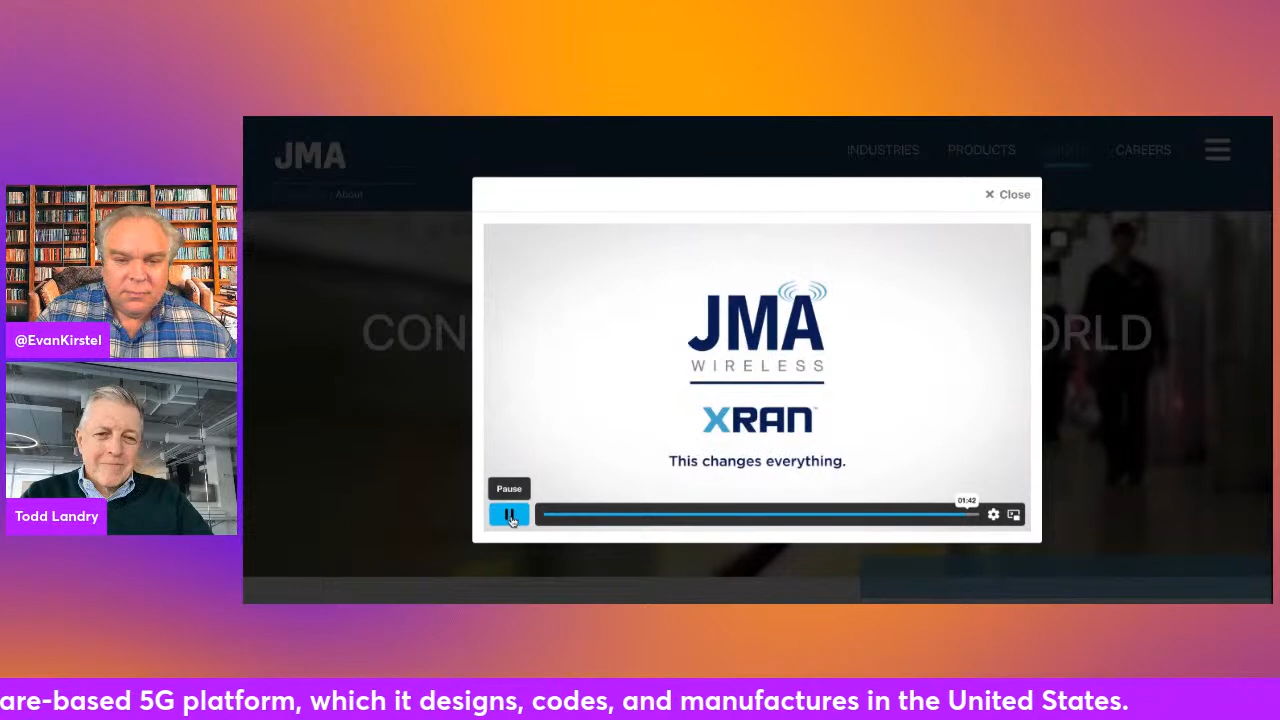 JMA
INDUSTRIES
PRODUCTS
CAREERS
About
Close
CON
ORLD
JMA
WIRELESS
XRAN™
This changes everything.
Pause
01:42
@EvanKirstel
Todd Landry
are-based 5G platform, which it designs, codes, and manufactures in the United States.